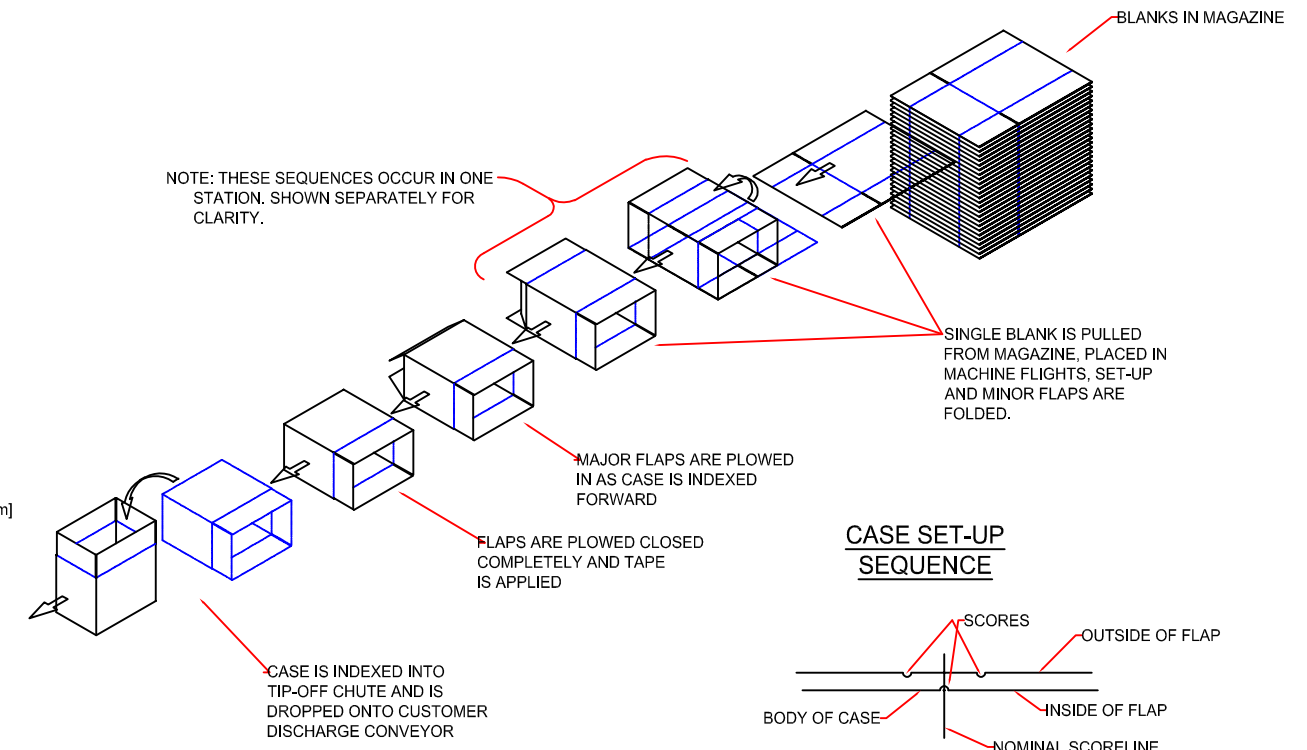 BLANKS IN MAGAZINE
NOTE: THESE SEQUENCES OCCUR IN ONE
STATION. SHOWN SEPARATELY FOR
CLARITY.
SINGLE BLANK IS PULLED
FROM MAGAZINE, PLACED IN
MACHINE FLIGHTS, SET-UP
AND MINOR FLAPS ARE
FOLDED.
MAJOR FLAPS ARE PLOWED
IN AS CASE IS INDEXED
FORWARD
m]
FLAPS ARE PLOWED CLOSED
COMPLETELY AND TAPE
IS APPLIED
CASE IS INDEXED INTO
TIP-OFF CHUTE AND IS
DROPPED ONTO CUSTOMER
DISCHARGE CONVEYOR
CASE SET-UP
SEQUENCE
SCORES
OUTSIDE OF FLAP
BODY OF CASE
INSIDE OF FLAP
NOMINAL SCORELINE